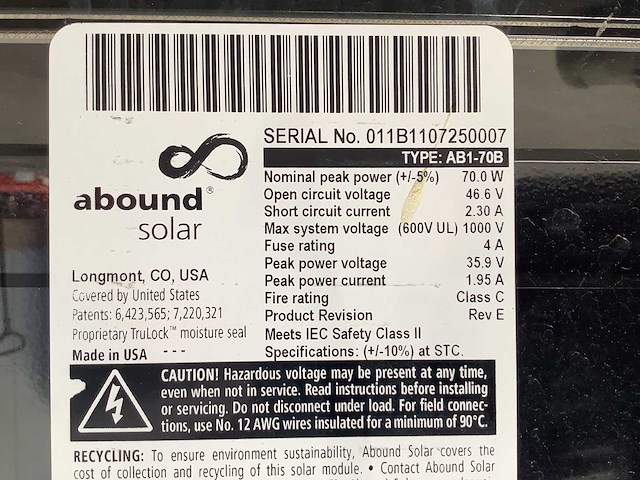 SERIAL No. 011B1107250007
TYPE: AB1-70B
abound®
solar
Nominal peak power (+/-5%) 70.0 W
Open circuit voltage 46.6 V
Short circuit current 2.30 A
Max system voltage (600V UL) 1000 V
Fuse rating 4 A
Peak power voltage 35.9 V
Peak power current 1.95 A
Fire rating Class C
Product Revision Rev E
Meets IEC Safety Class II
Specifications: (+/-10%) at STC.
Longmont, CO, USA
Covered by United States
Patents: 6,423,565; 7,220,321
Proprietary TruLock™ moisture seal
Made in USA ---
CAUTION! Hazardous voltage may be present at any time,
even when not in service. Read instructions before installing
or servicing. Do not disconnect under load. For field connec-
tions, use No. 12 AWG wires insulated for a minimum of 90°C.
RECYCLING: To ensure environment sustainability, Abound Solar covers the
cost of collection and recycling of this solar module. • Contact Abound Solar